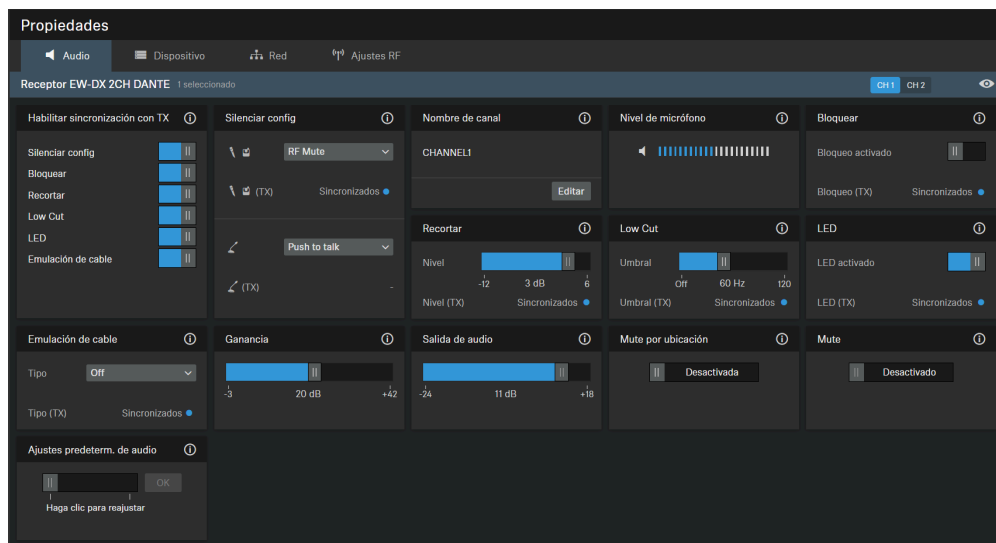 Propiedades
Audio Dispositivo Red Ajustes RF
Receptor EW-DX 2CH DANTE 1 seleccionado CH 1 CH 2
Habilitar sincronización con TX
Silenciar config
Bloquear
Recortar
Low Cut
LED
Emulación de cable
Silenciar config
RF Mute
(TX) Sincronizados
Push to talk
(TX) -
Nombre de canal
CHANNEL1
Editar
Nivel de micrófono
Bloquear
Bloqueo activado
Bloqueo (TX) Sincronizados
Recortar
Nivel
-12 3 dB 6
Nivel (TX) Sincronizados
Low Cut
Umbral
Off 60 Hz 120
Umbral (TX) Sincronizados
LED
LED activado
LED (TX) Sincronizados
Emulación de cable
Tipo Off
Tipo (TX) Sincronizados
Ganancia
-3 20 dB +42
Salida de audio
-24 11 dB +18
Mute por ubicación
Desactivada
Mute
Desactivado
Ajustes predeterm. de audio
OK
Haga clic para reajustar